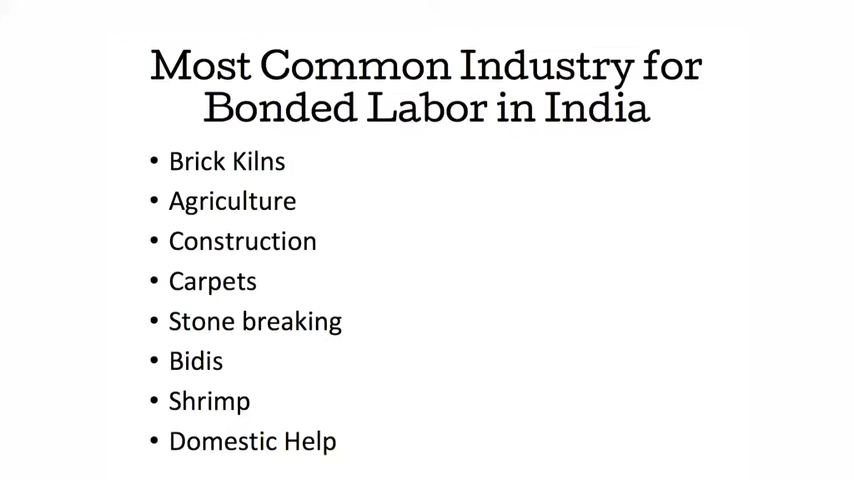 Most Common Industry for
Bonded Labor in India
• Brick Kilns
• Agriculture
• Construction
• Carpets
• Stone breaking
• Bidis
• Shrimp
• Domestic Help